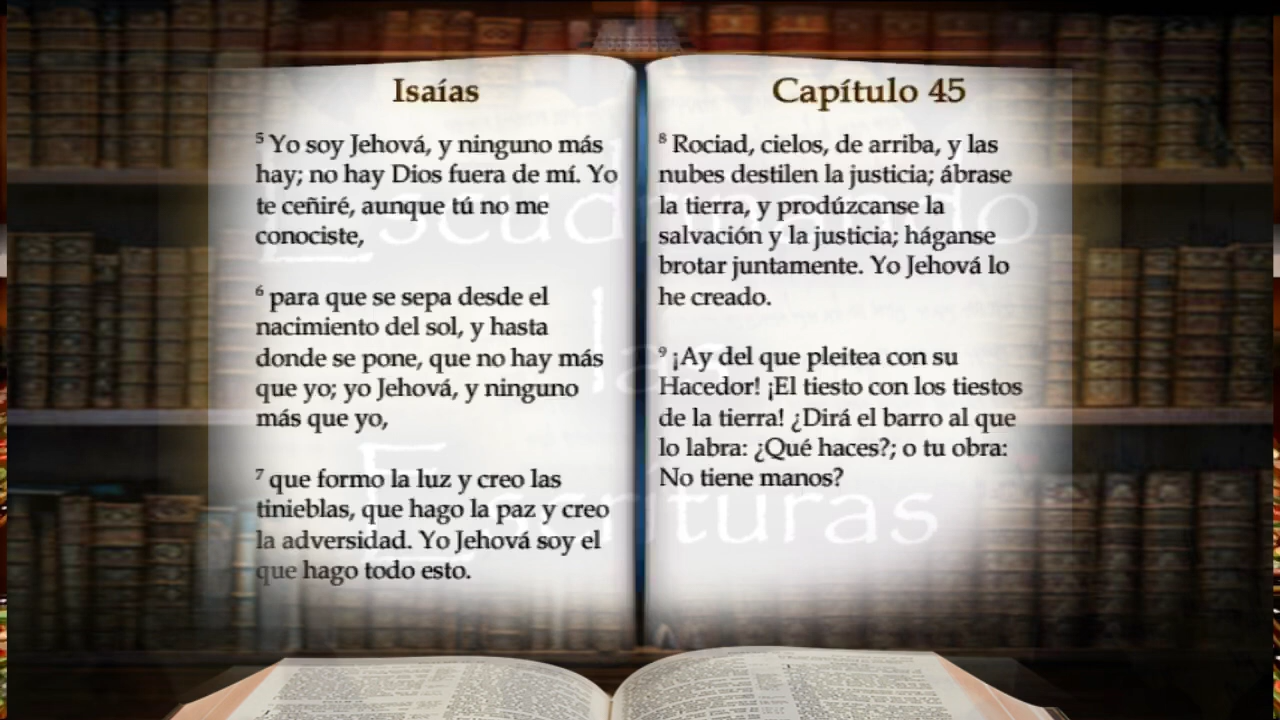 Isaías
⁵ Yo soy Jehová, y ninguno más
hay; no hay Dios fuera de mí. Yo
te ceñiré, aunque tú no me
conociste,
⁶ para que se sepa desde el
nacimiento del sol, y hasta
donde se pone, que no hay más
que yo; yo Jehová, y ninguno
más que yo,
⁷ que formo la luz y creo las
tinieblas, que hago la paz y creo
la adversidad. Yo Jehová soy el
que hago todo esto.
Capítulo 45
⁸ Rociad, cielos, de arriba, y las
nubes destilen la justicia; ábrase
la tierra, y prodúzcanse la
salvación y la justicia; háganse
brotar juntamente. Yo Jehová lo
he creado.
⁹ ¡Ay del que pleitea con su
Hacedor! ¡El tiesto con los tiestos
de la tierra! ¿Dirá el barro al que
lo labra: ¿Qué haces?; o tu obra:
No tiene manos?
Escudriñando
las
Escrituras